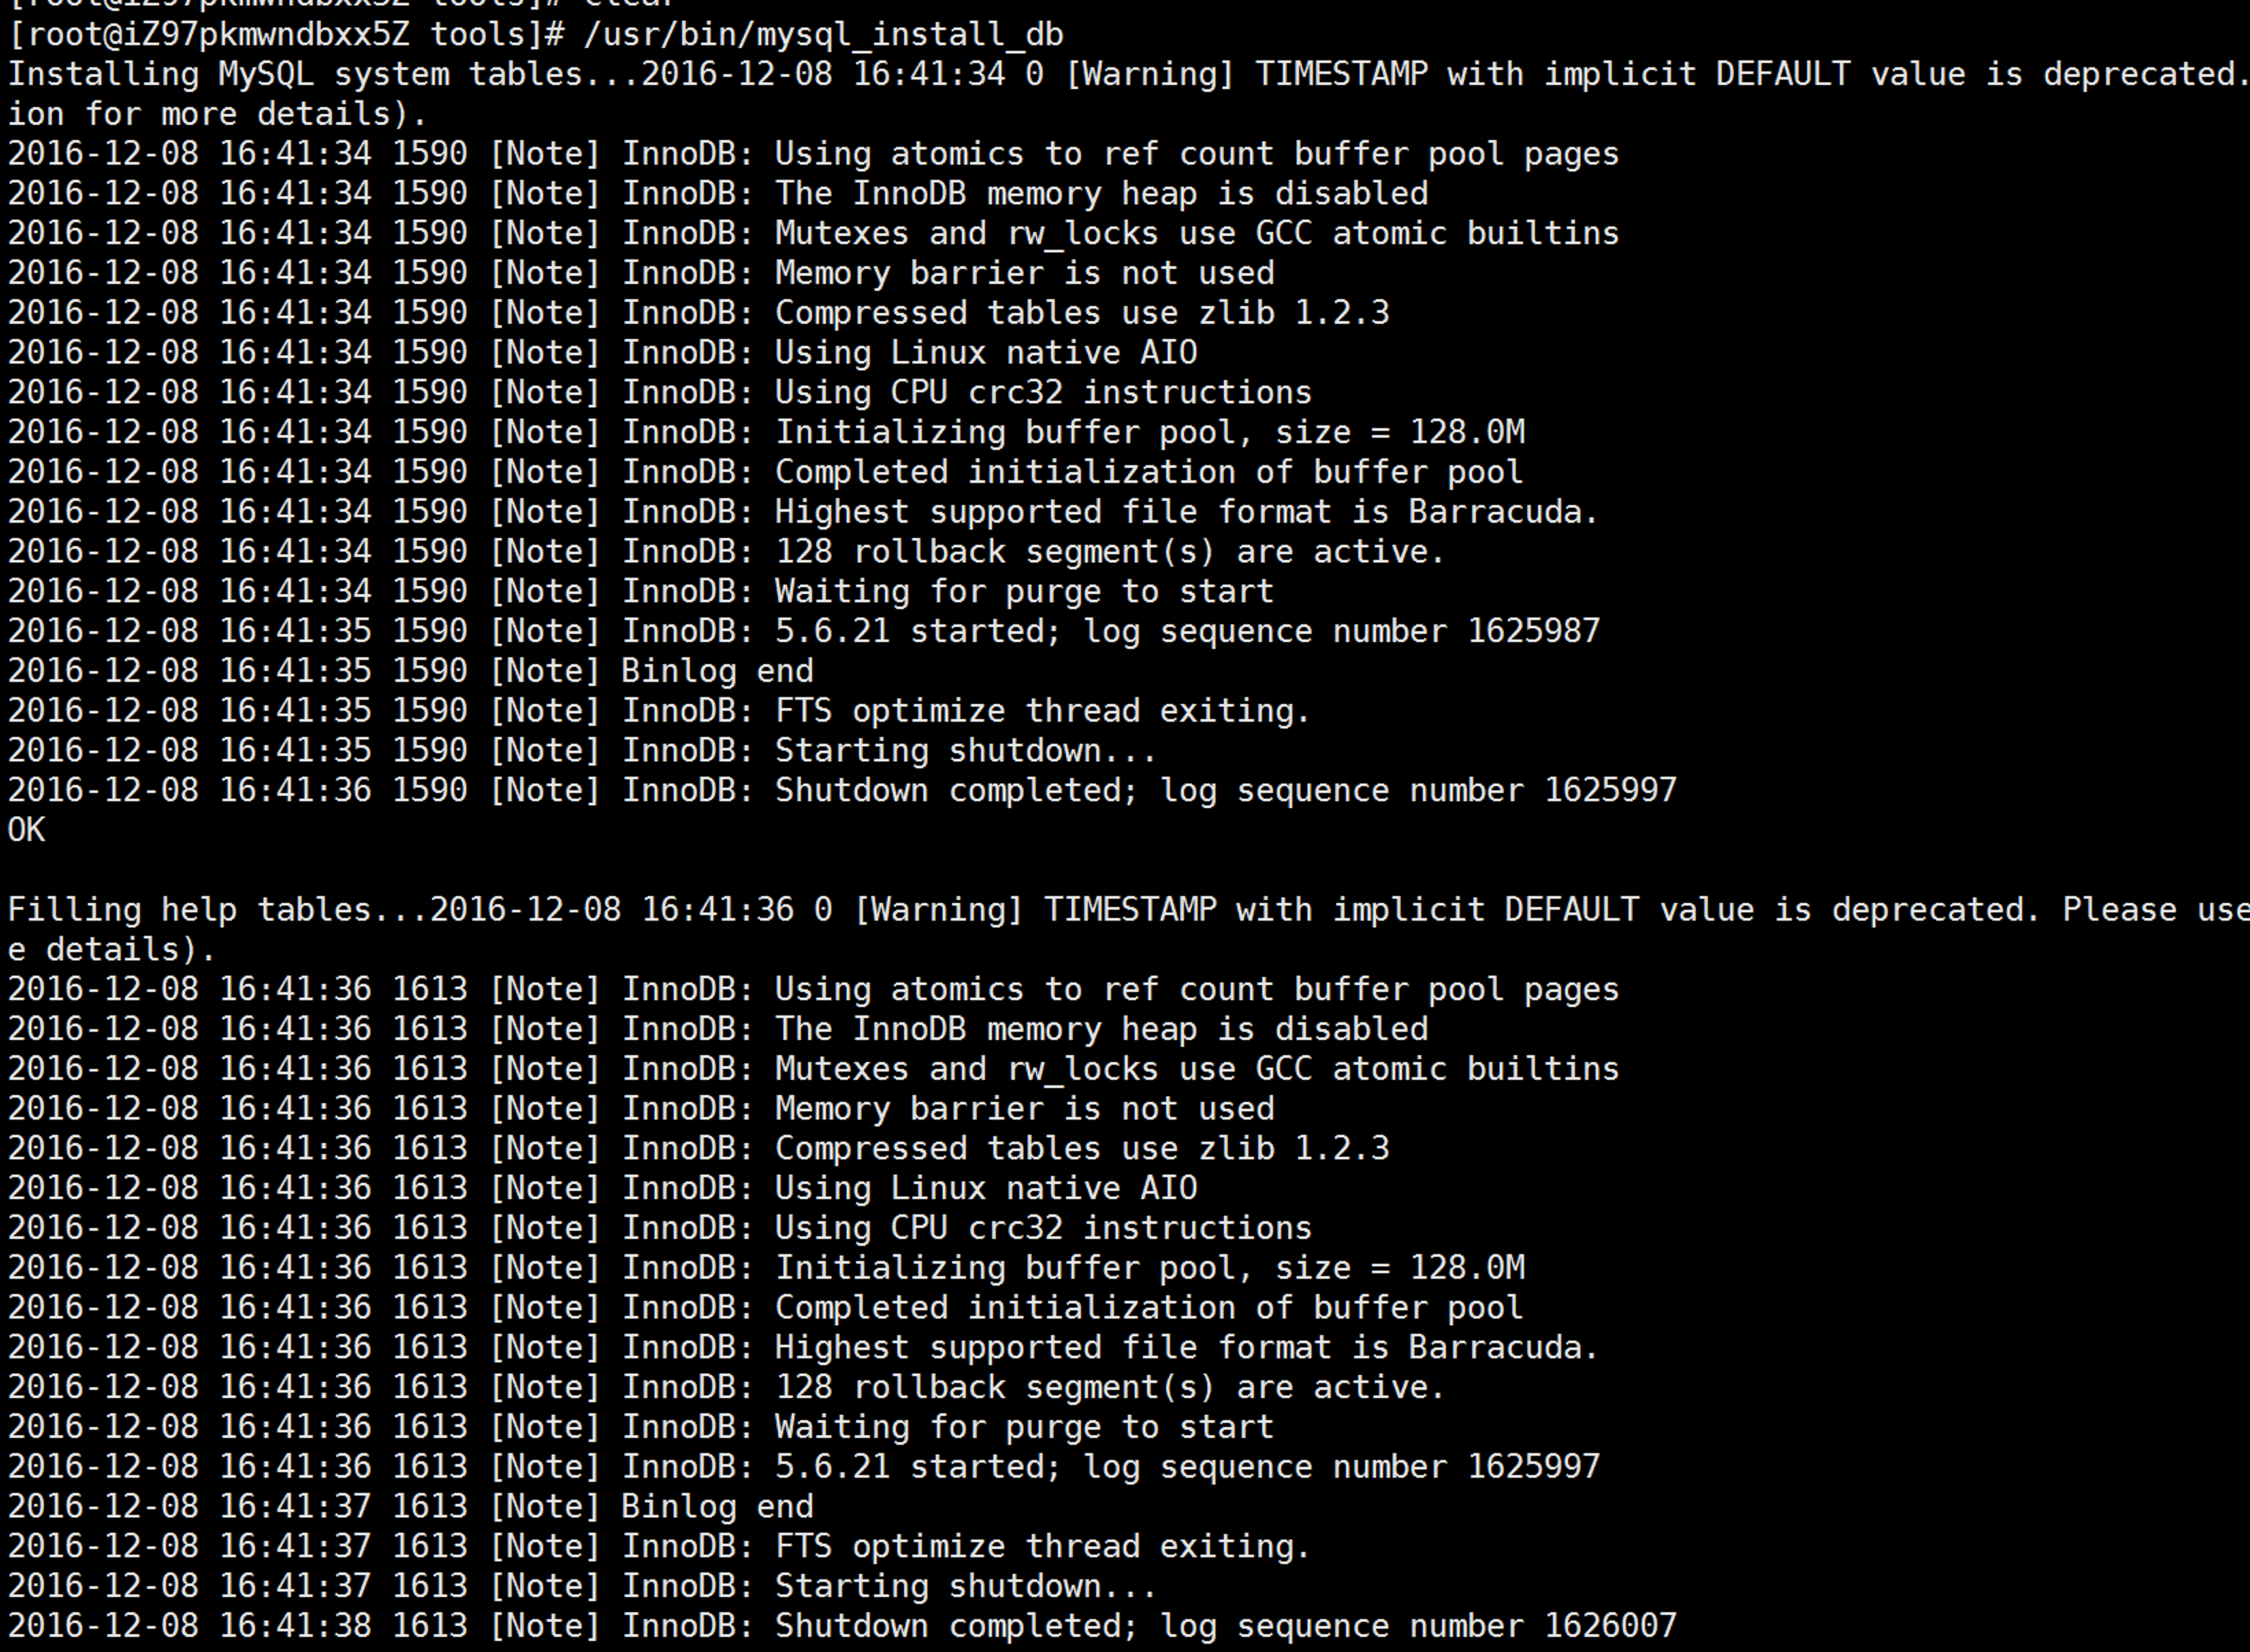 [root@iZ97pkmwndbxx5Z tools]# clear
[root@iZ97pkmwndbxx5Z tools]# /usr/bin/mysql_install_db
Installing MySQL system tables...2016-12-08 16:41:34 0 [Warning] TIMESTAMP with implicit DEFAULT value is deprecated.
ion for more details).
2016-12-08 16:41:34 1590 [Note] InnoDB: Using atomics to ref count buffer pool pages
2016-12-08 16:41:34 1590 [Note] InnoDB: The InnoDB memory heap is disabled
2016-12-08 16:41:34 1590 [Note] InnoDB: Mutexes and rw_locks use GCC atomic builtins
2016-12-08 16:41:34 1590 [Note] InnoDB: Memory barrier is not used
2016-12-08 16:41:34 1590 [Note] InnoDB: Compressed tables use zlib 1.2.3
2016-12-08 16:41:34 1590 [Note] InnoDB: Using Linux native AIO
2016-12-08 16:41:34 1590 [Note] InnoDB: Using CPU crc32 instructions
2016-12-08 16:41:34 1590 [Note] InnoDB: Initializing buffer pool, size = 128.0M
2016-12-08 16:41:34 1590 [Note] InnoDB: Completed initialization of buffer pool
2016-12-08 16:41:34 1590 [Note] InnoDB: Highest supported file format is Barracuda.
2016-12-08 16:41:34 1590 [Note] InnoDB: 128 rollback segment(s) are active.
2016-12-08 16:41:34 1590 [Note] InnoDB: Waiting for purge to start
2016-12-08 16:41:35 1590 [Note] InnoDB: 5.6.21 started; log sequence number 1625987
2016-12-08 16:41:35 1590 [Note] Binlog end
2016-12-08 16:41:35 1590 [Note] InnoDB: FTS optimize thread exiting.
2016-12-08 16:41:35 1590 [Note] InnoDB: Starting shutdown...
2016-12-08 16:41:36 1590 [Note] InnoDB: Shutdown completed; log sequence number 1625997
OK
Filling help tables...2016-12-08 16:41:36 0 [Warning] TIMESTAMP with implicit DEFAULT value is deprecated. Please use
e details).
2016-12-08 16:41:36 1613 [Note] InnoDB: Using atomics to ref count buffer pool pages
2016-12-08 16:41:36 1613 [Note] InnoDB: The InnoDB memory heap is disabled
2016-12-08 16:41:36 1613 [Note] InnoDB: Mutexes and rw_locks use GCC atomic builtins
2016-12-08 16:41:36 1613 [Note] InnoDB: Memory barrier is not used
2016-12-08 16:41:36 1613 [Note] InnoDB: Compressed tables use zlib 1.2.3
2016-12-08 16:41:36 1613 [Note] InnoDB: Using Linux native AIO
2016-12-08 16:41:36 1613 [Note] InnoDB: Using CPU crc32 instructions
2016-12-08 16:41:36 1613 [Note] InnoDB: Initializing buffer pool, size = 128.0M
2016-12-08 16:41:36 1613 [Note] InnoDB: Completed initialization of buffer pool
2016-12-08 16:41:36 1613 [Note] InnoDB: Highest supported file format is Barracuda.
2016-12-08 16:41:36 1613 [Note] InnoDB: 128 rollback segment(s) are active.
2016-12-08 16:41:36 1613 [Note] InnoDB: Waiting for purge to start
2016-12-08 16:41:36 1613 [Note] InnoDB: 5.6.21 started; log sequence number 1625997
2016-12-08 16:41:37 1613 [Note] Binlog end
2016-12-08 16:41:37 1613 [Note] InnoDB: FTS optimize thread exiting.
2016-12-08 16:41:37 1613 [Note] InnoDB: Starting shutdown...
2016-12-08 16:41:38 1613 [Note] InnoDB: Shutdown completed; log sequence number 1626007